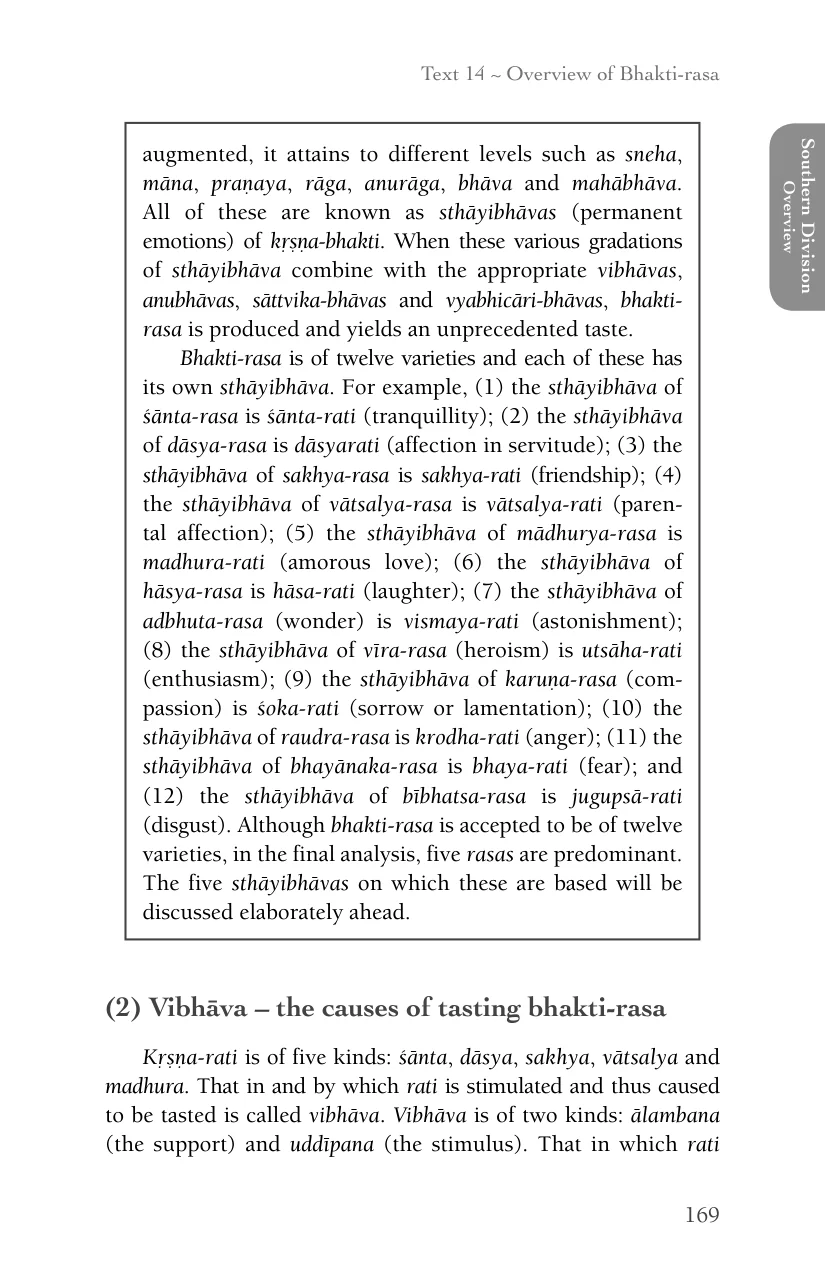 Text 14 ~ Overview of Bhakti-rasa
Southern Division
Overview
augmented, it attains to different levels such as sneha,
māna, praṇaya, rāga, anurāga, bhāva and mahābhāva.
All of these are known as sthāyibhāvas (permanent
emotions) of kṛṣṇa-bhakti. When these various gradations
of sthāyibhāva combine with the appropriate vibhāvas,
anubhāvas, sāttvika-bhāvas and vyabhicāri-bhāvas, bhakti-
rasa is produced and yields an unprecedented taste.
Bhakti-rasa is of twelve varieties and each of these has
its own sthāyibhāva. For example, (1) the sthāyibhāva of
śānta-rasa is śānta-rati (tranquillity); (2) the sthāyibhāva
of dāsya-rasa is dāsyarati (affection in servitude); (3) the
sthāyibhāva of sakhya-rasa is sakhya-rati (friendship); (4)
the sthāyibhāva of vātsalya-rasa is vātsalya-rati (paren-
tal affection); (5) the sthāyibhāva of mādhurya-rasa is
madhura-rati (amorous love); (6) the sthāyibhāva of
hāsya-rasa is hāsa-rati (laughter); (7) the sthāyibhāva of
adbhuta-rasa (wonder) is vismaya-rati (astonishment);
(8) the sthāyibhāva of vīra-rasa (heroism) is utsāha-rati
(enthusiasm); (9) the sthāyibhāva of karuṇa-rasa (com-
passion) is śoka-rati (sorrow or lamentation); (10) the
sthāyibhāva of raudra-rasa is krodha-rati (anger); (11) the
sthāyibhāva of bhayānaka-rasa is bhaya-rati (fear); and
(12) the sthāyibhāva of bībhatsa-rasa is jugupsā-rati
(disgust). Although bhakti-rasa is accepted to be of twelve
varieties, in the final analysis, five rasas are predominant.
The five sthāyibhāvas on which these are based will be
discussed elaborately ahead.
(2) Vibhāva – the causes of tasting bhakti-rasa
Kṛṣṇa-rati is of five kinds: śānta, dāsya, sakhya, vātsalya and
madhura. That in and by which rati is stimulated and thus caused
to be tasted is called vibhāva. Vibhāva is of two kinds: ālambana
(the support) and uddīpana (the stimulus). That in which rati
169